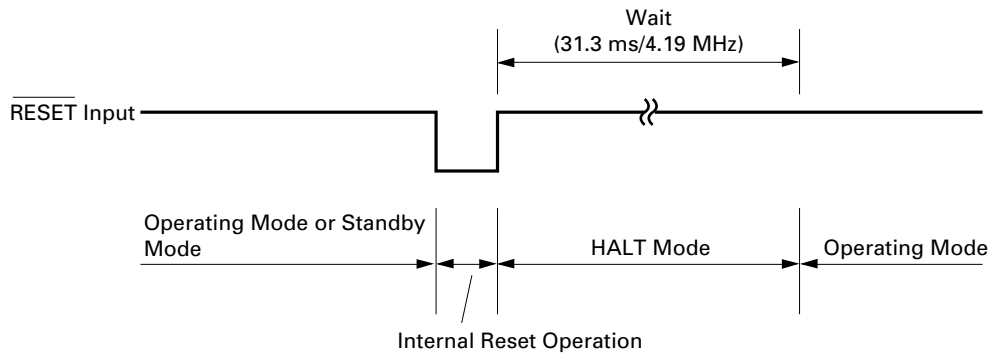 Wait
(31.3 ms/4.19 MHz)
RESET Input
Operating Mode or Standby
Mode
HALT Mode
Operating Mode
Internal Reset Operation